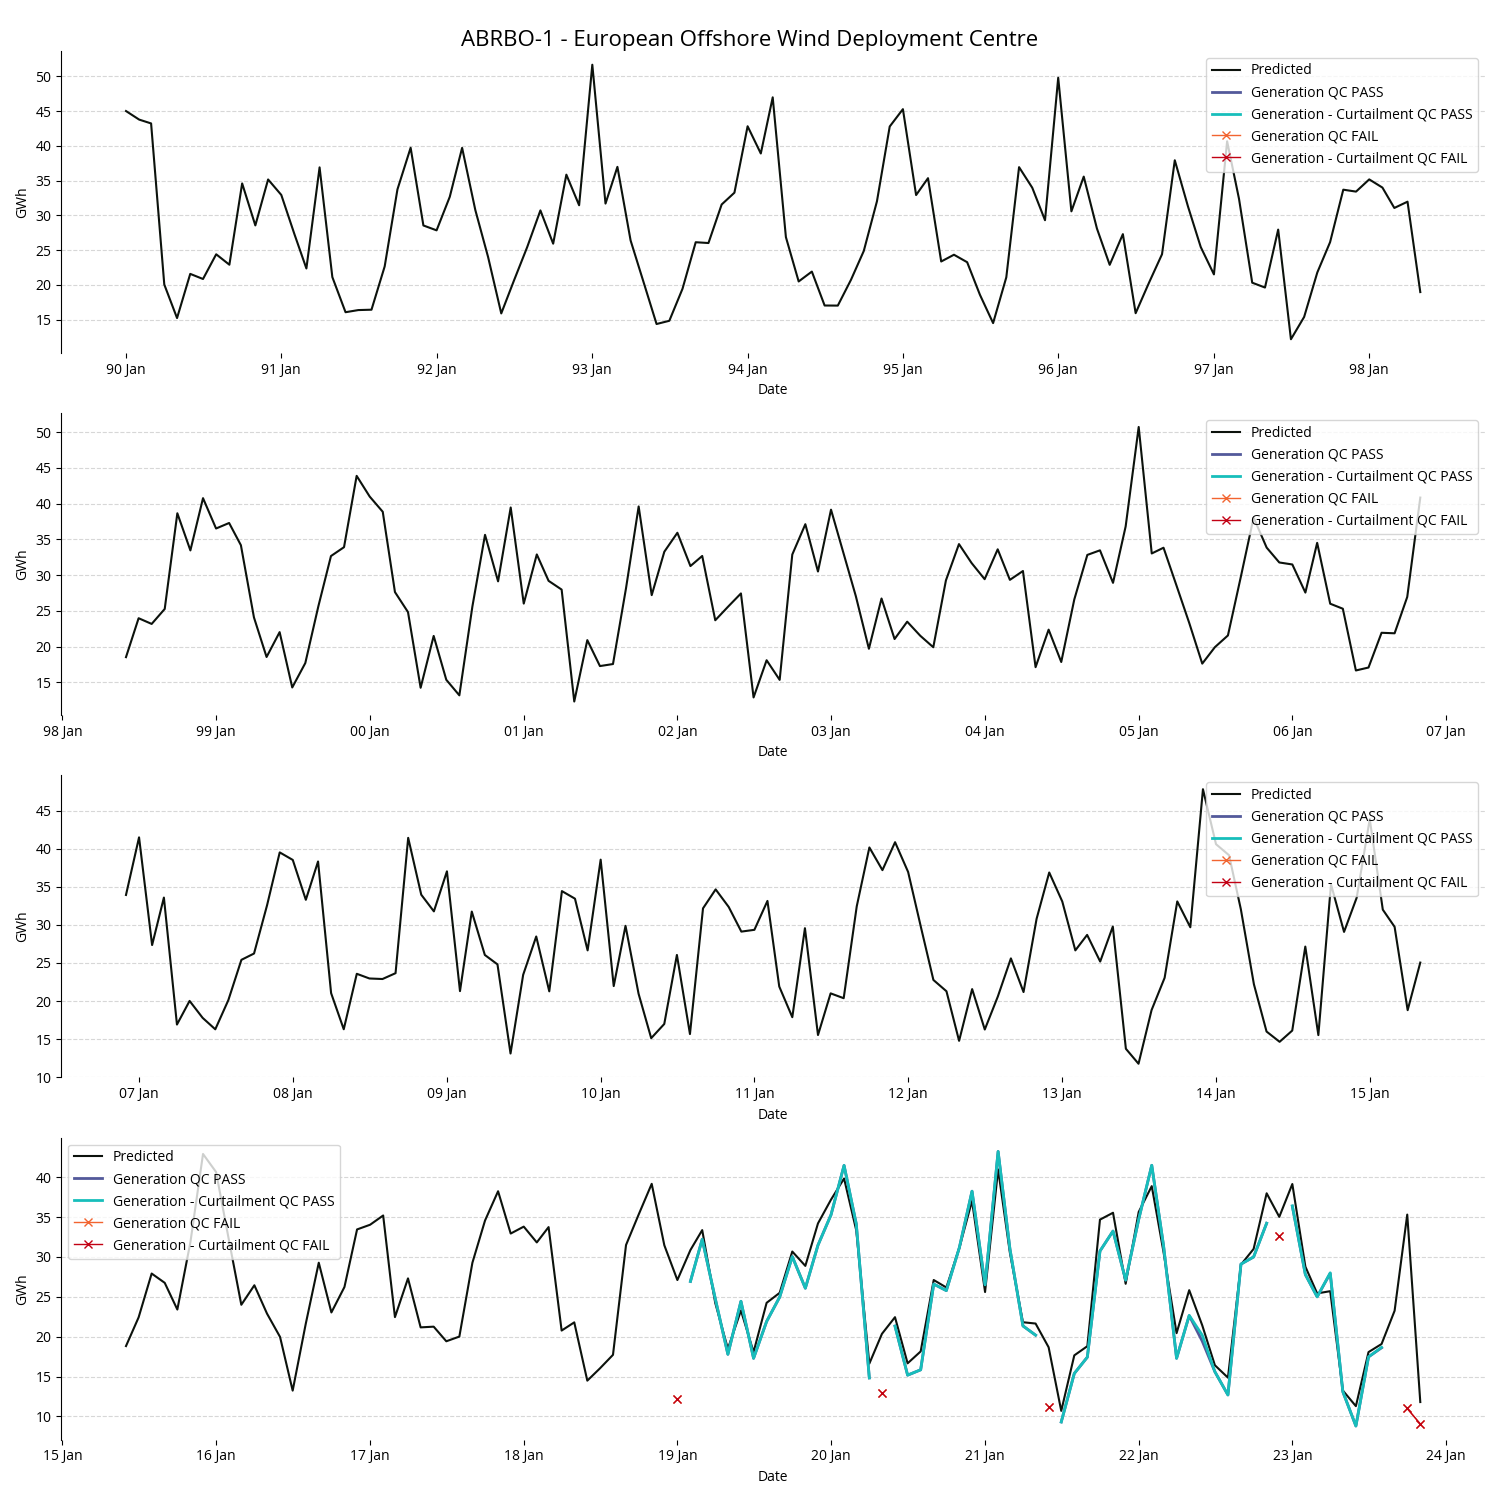 ABRBO-1 - European Offshore Wind Deployment Centre
GWh
50
45
40
35
30
25
20
15
Predicted
Generation QC PASS
Generation - Curtailment QC PASS
Generation QC FAIL
Generation - Curtailment QC FAIL
90 Jan 91 Jan 92 Jan 93 Jan 94 Jan 95 Jan 96 Jan 97 Jan 98 Jan
Date
GWh
50
45
40
35
30
25
20
15
Predicted
Generation QC PASS
Generation - Curtailment QC PASS
Generation QC FAIL
Generation - Curtailment QC FAIL
98 Jan 99 Jan 00 Jan 01 Jan 02 Jan 03 Jan 04 Jan 05 Jan 06 Jan 07 Jan
Date
GWh
45
40
35
30
25
20
15
10
Predicted
Generation QC PASS
Generation - Curtailment QC PASS
Generation QC FAIL
Generation - Curtailment QC FAIL
07 Jan 08 Jan 09 Jan 10 Jan 11 Jan 12 Jan 13 Jan 14 Jan 15 Jan
Date
GWh
40
35
30
25
20
15
10
Predicted
Generation QC PASS
Generation - Curtailment QC PASS
Generation QC FAIL
Generation - Curtailment QC FAIL
15 Jan 16 Jan 17 Jan 18 Jan 19 Jan 20 Jan 21 Jan 22 Jan 23 Jan 24 Jan
Date